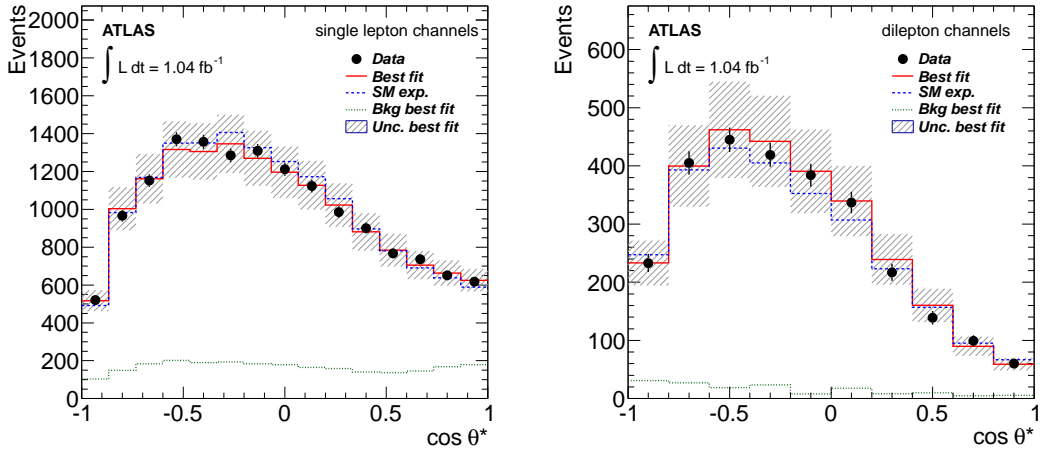 Events
2000
1800
1600
1400
1200
1000
800
600
400
200
0
ATLAS
single lepton channels
∫ L dt = 1.04 fb⁻¹
Data
Best fit
SM exp.
Bkg best fit
Unc. best fit
-1 -0.5 0 0.5 1
cos θ*
Events
600
500
400
300
200
100
0
ATLAS
dilepton channels
∫ L dt = 1.04 fb⁻¹
Data
Best fit
SM exp.
Bkg best fit
Unc. best fit
-1 -0.5 0 0.5 1
cos θ*